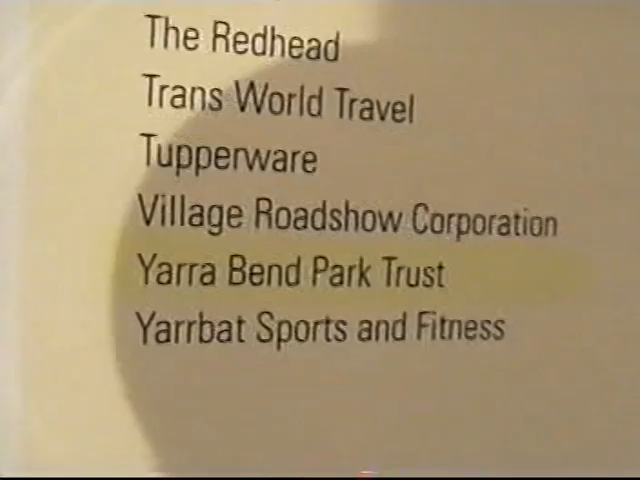 The Redhead
Trans World Travel
Tupperware
Village Roadshow Corporation
Yarra Bend Park Trust
Yarrbat Sports and Fitness